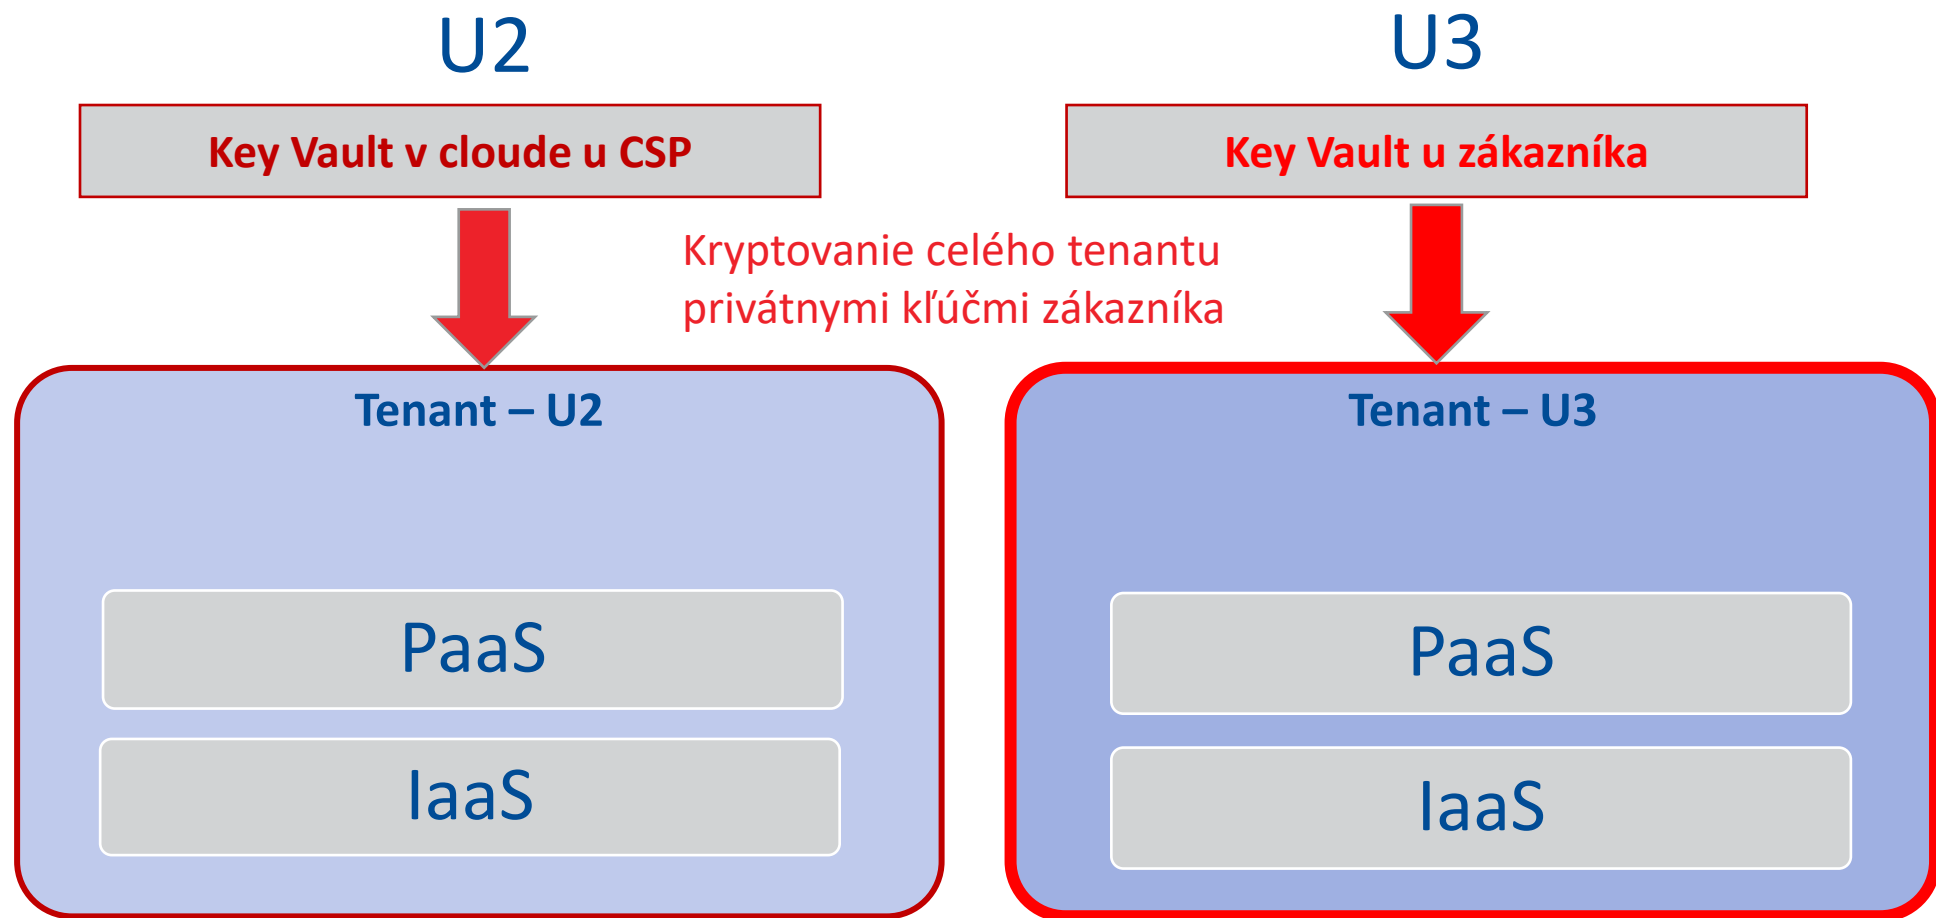 U2
U3
Key Vault v cloude u CSP
Key Vault u zákazníka
Kryptovanie celého tenantu
privátnymi kľúčmi zákazníka
Tenant – U2
Tenant – U3
PaaS
PaaS
IaaS
IaaS